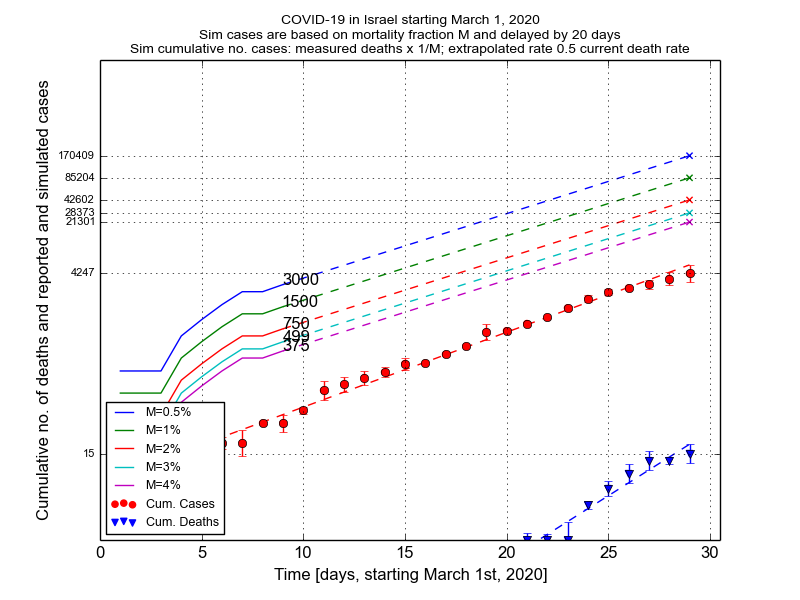 COVID-19 in Israel starting March 1, 2020
Sim cases are based on mortality fraction M and delayed by 20 days
Sim cumulative no. cases: measured deaths x 1/M; extrapolated rate 0.5 current death rate
Cumulative no. of deaths and reported and simulated cases
170409
85204
42602
28373
21301
4247
15
3000
1500
750
499
375
M=0.5%
M=1%
M=2%
M=3%
M=4%
Cum. Cases
Cum. Deaths
0 5 10 15 20 25 30
Time [days, starting March 1st, 2020]